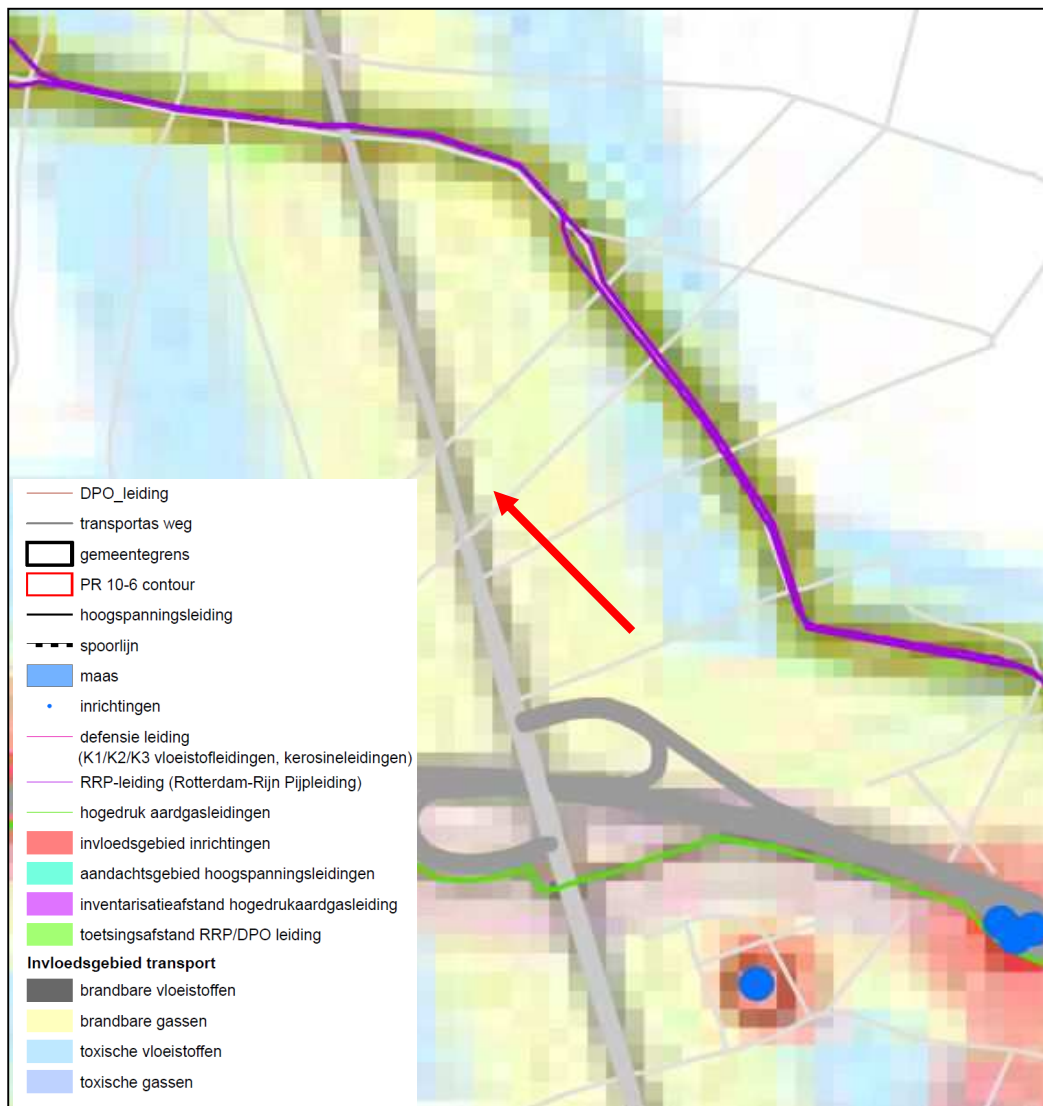 DPO_leiding
transportas weg
gemeentegrens
PR 10-6 contour
hoogspanningsleiding
spoorlijn
maas
inrichtingen
defensie leiding
(K1/K2/K3 vloeistofleidingen, kerosineleidingen)
RRP-leiding (Rotterdam-Rijn Pijpleiding)
hogedruk aardgasleidingen
invloedsgebied inrichtingen
aandachtsgebied hoogspanningsleidingen
inventarisatieafstand hogedrukaardgasleiding
toetsingsafstand RRP/DPO leiding
Invloedsgebied transport
brandbare vloeistoffen
brandbare gassen
toxische vloeistoffen
toxische gassen